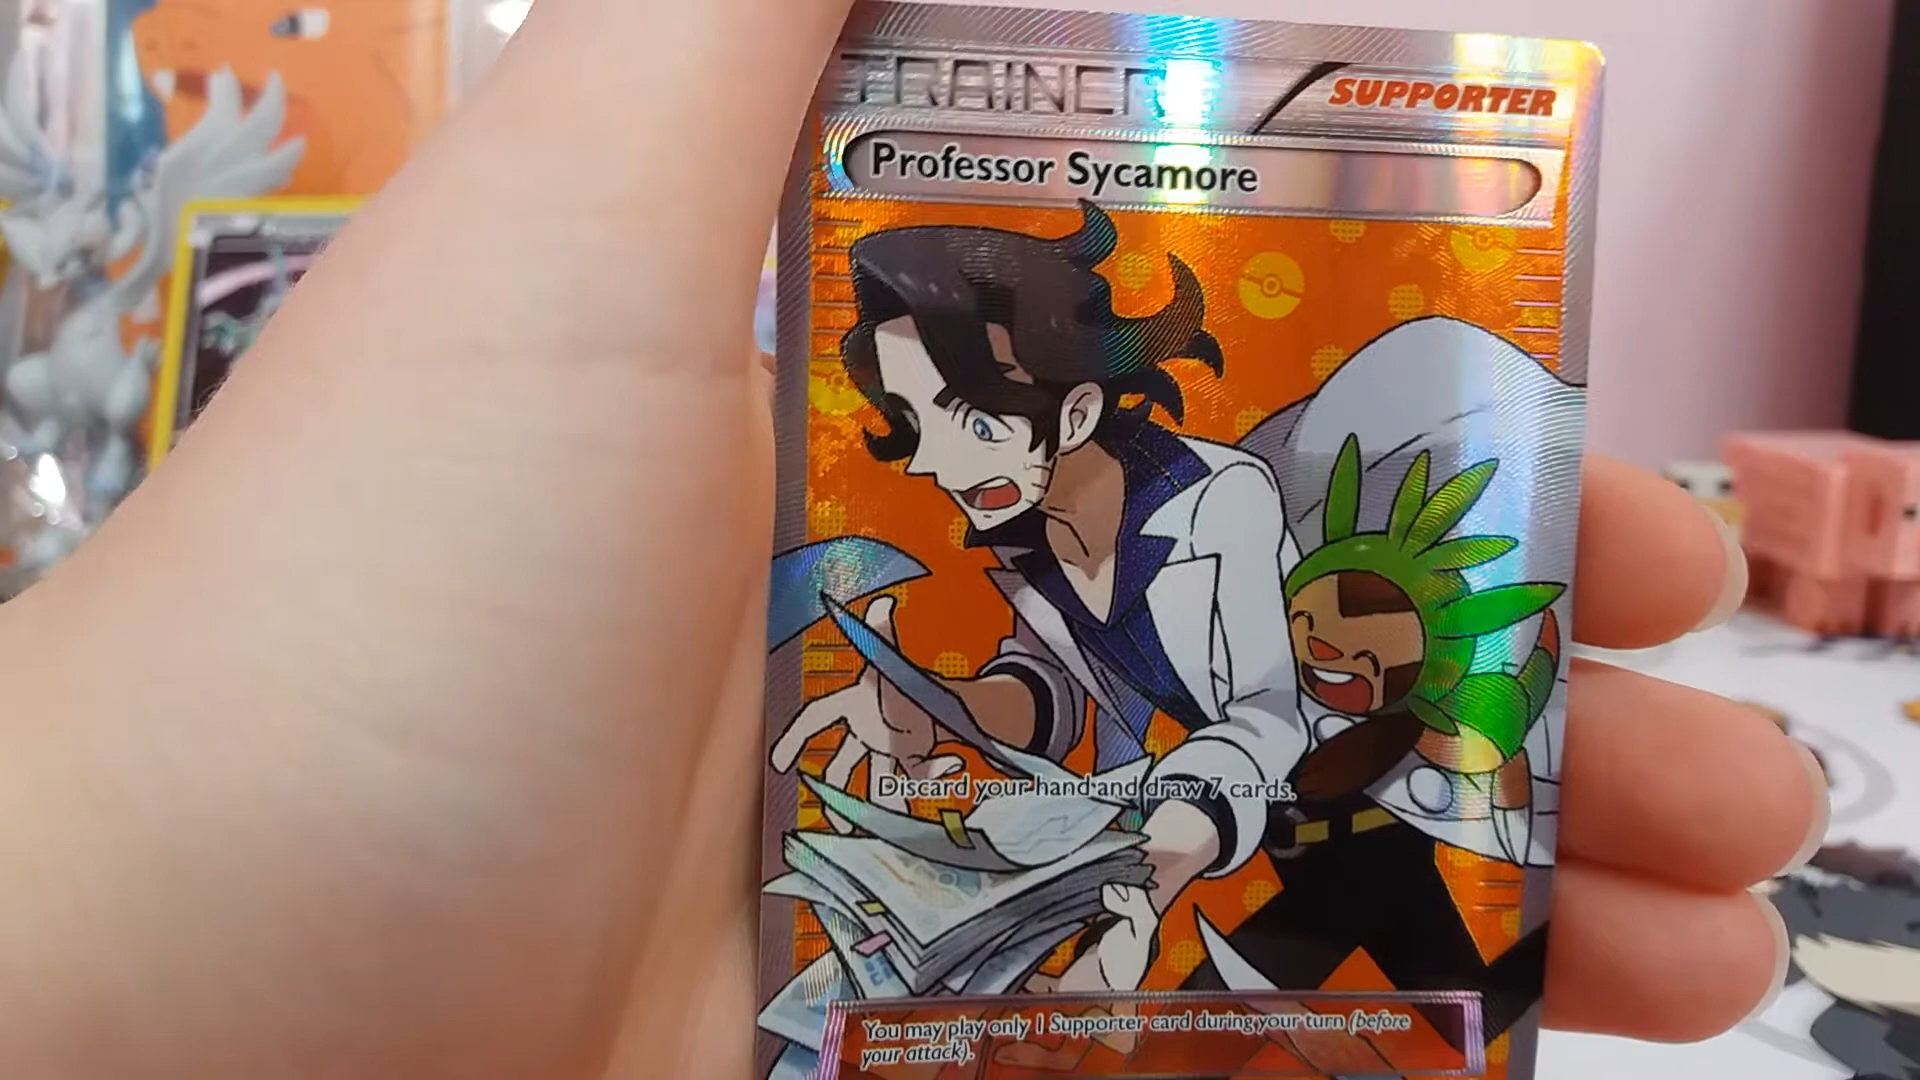 TRAINER
SUPPORTER
Professor Sycamore
Discard your hand and draw 7 cards.
You may play only 1 Supporter card during your turn (before
your attack).